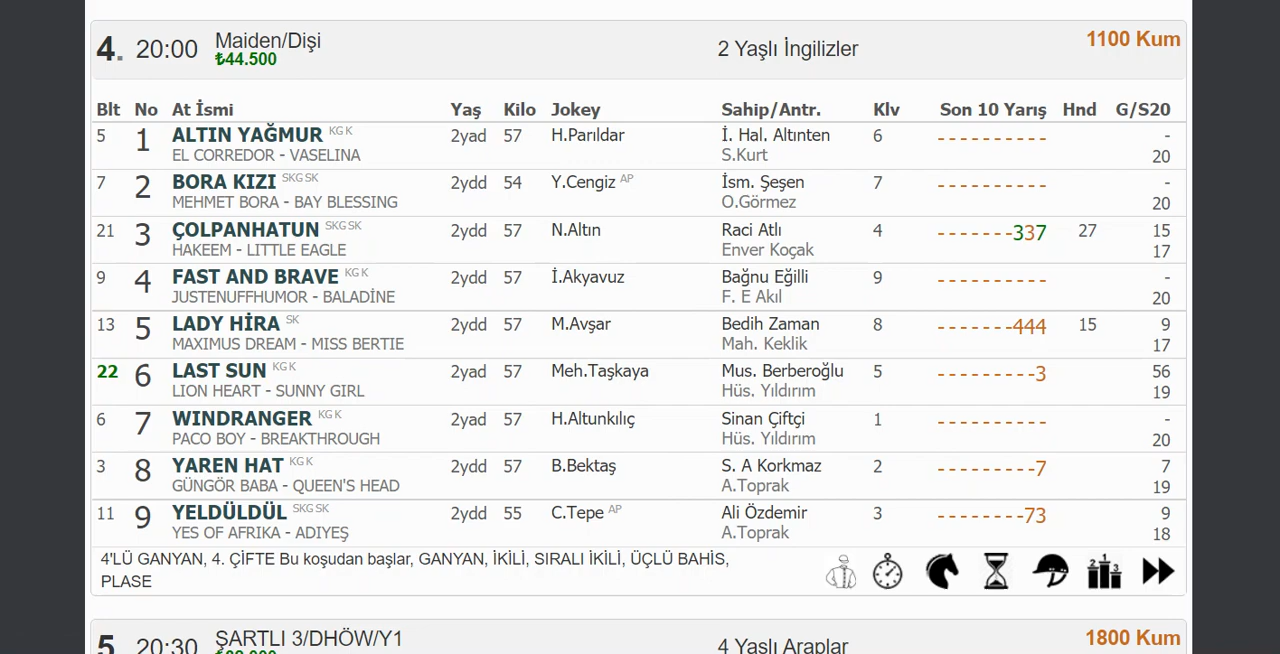 4. 20:00 Maiden/Dişi 2 Yaşlı İngilizler 1100 Kum
₺44.500
Blt No At İsmi Yaş Kilo Jokey Sahip/Antr. Klv Son 10 Yarış Hnd G/S20
5 1 ALTIN YAĞMUR KG K 2yad 57 H.Parıldar İ. Hal. Altınten 6 - - - - - - - - - - -
EL CORREDOR - VASELINA S.Kurt 20
7 2 BORA KIZI SKG SK 2ydd 54 Y.Cengiz AP İsm. Şeşen 7 - - - - - - - - - - -
MEHMET BORA - BAY BLESSING O.Görmez 20
21 3 ÇOLPANHATUN SKG SK 2ydd 57 N.Altın Raci Atlı 4 - - - - - - -337 27 15
HAKEEM - LITTLE EAGLE Enver Koçak 17
9 4 FAST AND BRAVE KG K 2ydd 57 İ.Akyavuz Bağnu Eğilli 9 - - - - - - - - - - -
JUSTENUFFHUMOR - BALADİNE F. E Akıl 20
13 5 LADY HİRA SK 2ydd 57 M.Avşar Bedih Zaman 8 - - - - - - -444 15 9
MAXIMUS DREAM - MISS BERTIE Mah. Keklik 17
22 6 LAST SUN KG K 2yad 57 Meh.Taşkaya Mus. Berberoğlu 5 - - - - - - - - -3 56
LION HEART - SUNNY GIRL Hüs. Yıldırım 19
6 7 WINDRANGER KG K 2yad 57 H.Altunkılıç Sinan Çiftçi 1 - - - - - - - - - - -
PACO BOY - BREAKTHROUGH Hüs. Yıldırım 20
3 8 YAREN HAT KG K 2ydd 57 B.Bektaş S. A Korkmaz 2 - - - - - - - - -7 7
GÜNGÖR BABA - QUEEN'S HEAD A.Toprak 19
11 9 YELDÜLDÜL SKG SK 2ydd 55 C.Tepe AP Ali Özdemir 3 - - - - - - - -73 9
YES OF AFRIKA - ADIYEŞ A.Toprak 18
4'LÜ GANYAN, 4. ÇİFTE Bu koşudan başlar, GANYAN, İKİLİ, SIRALI İKİLİ, ÜÇLÜ BAHİS,
PLASE
2 1 3
5 20:30 ŞARTLI 3/DHÖW/Y1 4 Yaşlı Araplar 1800 Kum